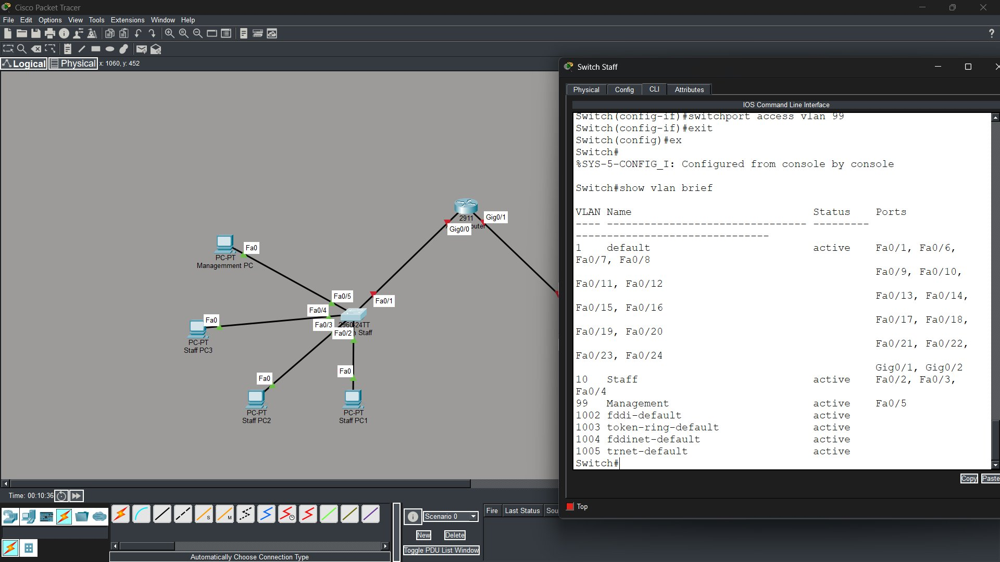 Cisco Packet Tracer
File Edit Options View Tools Extensions Window Help
?
Logical Physical x: 1060, y: 452
Switch Staff
Physical Config CLI Attributes
IOS Command Line Interface
Switch(config-if)#switchport access vlan 99
Switch(config-if)#exit
Switch(config)#ex
Switch#
%SYS-5-CONFIG_I: Configured from console by console
Switch#show vlan brief
VLAN Name Status Ports
---- -------------------------------- ---------
-------------------------------
1 default active Fa0/1, Fa0/6,
Fa0/7, Fa0/8
Fa0/9, Fa0/10,
Fa0/11, Fa0/12
Fa0/13, Fa0/14,
Fa0/15, Fa0/16
Fa0/17, Fa0/18,
Fa0/19, Fa0/20
Fa0/21, Fa0/22,
Fa0/23, Fa0/24
Gig0/1, Gig0/2
10 Staff active Fa0/2, Fa0/3,
Fa0/4
99 Management active Fa0/5
1002 fddi-default active
1003 token-ring-default active
1004 fddinet-default active
1005 trnet-default active
Switch#
Copy Paste
Top
2911
Gig0/1
Gig0/0
Fa0
PC-PT
Managemment PC
Fa0/5
Fa0/1
Fa0/4
Fa0/3
2960-24TT
Fa0/2
Staff
Fa0
PC-PT
Staff PC3
Fa0
PC-PT
Staff PC2
Fa0
PC-PT
Staff PC1
Time: 00:10:36
S
M
Scenario 0
New Delete
Toggle PDU List Window
Fire Last Status Sou
Automatically Choose Connection Type